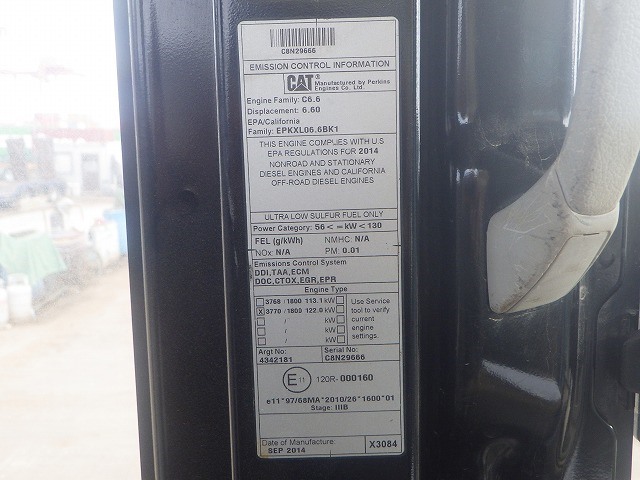 C8N29666
EMISSION CONTROL INFORMATION
CAT® Manufactured by Perkins
Engines Co. Ltd.
Engine Family: C6.6
Displacement: 6.60
EPA/California
Family: EPKXL06.6BK1
THIS ENGINE COMPLIES WITH U.S
EPA REGULATIONS FOR 2014
NONROAD AND STATIONARY
DIESEL ENGINES AND CALIFORNIA
OFF-ROAD DIESEL ENGINES
ULTRA LOW SULFUR FUEL ONLY
Power Category: 56 < = kW < 130
FEL (g/kWh) NMHC: N/A
NOx: N/A PM: 0.01
Emissions Control System
DDI,TAA,ECM
DOC,CTOX,EGR,EPR
Engine Type
3768 / 1800 113.1 kW Use Service
X 3770 / 1800 122.0 kW tool to verify
/ kW current
/ kW engine
/ kW settings
Argt No: Serial No:
4342181 C8N29666
E11 120R-000160
e11*97/68MA*2010/26*1600*01
Stage: IIIB
Date of Manufacture:
SEP 2014 X3084